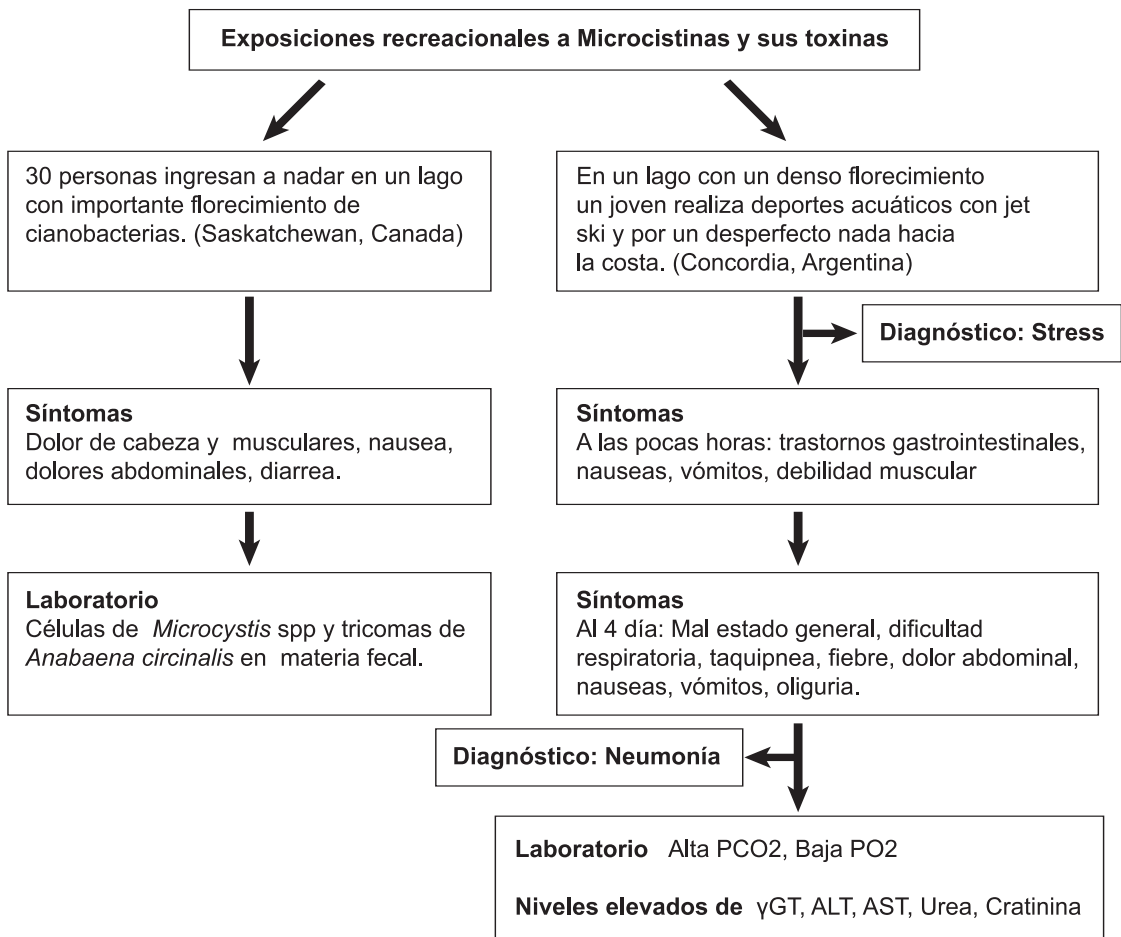 Exposiciones recreacionales a Microcistinas y sus toxinas
30 personas ingresan a nadar en un lago
con importante florecimiento de
cianobacterias. (Saskatchewan, Canada)
Síntomas
Dolor de cabeza y musculares, nausea,
dolores abdominales, diarrea.
Laboratorio
Células de Microcystis spp y tricomas de
Anabaena circinalis en materia fecal.
En un lago con un denso florecimiento
un joven realiza deportes acuáticos con jet
ski y por un desperfecto nada hacia
la costa. (Concordia, Argentina)
Diagnóstico: Stress
Síntomas
A las pocas horas: trastornos gastrointestinales,
nauseas, vómitos, debilidad muscular
Síntomas
Al 4 día: Mal estado general, dificultad
respiratoria, taquipnea, fiebre, dolor abdominal,
nauseas, vómitos, oliguria.
Diagnóstico: Neumonía
Laboratorio Alta PCO2, Baja PO2
Niveles elevados de γGT, ALT, AST, Urea, Cratinina